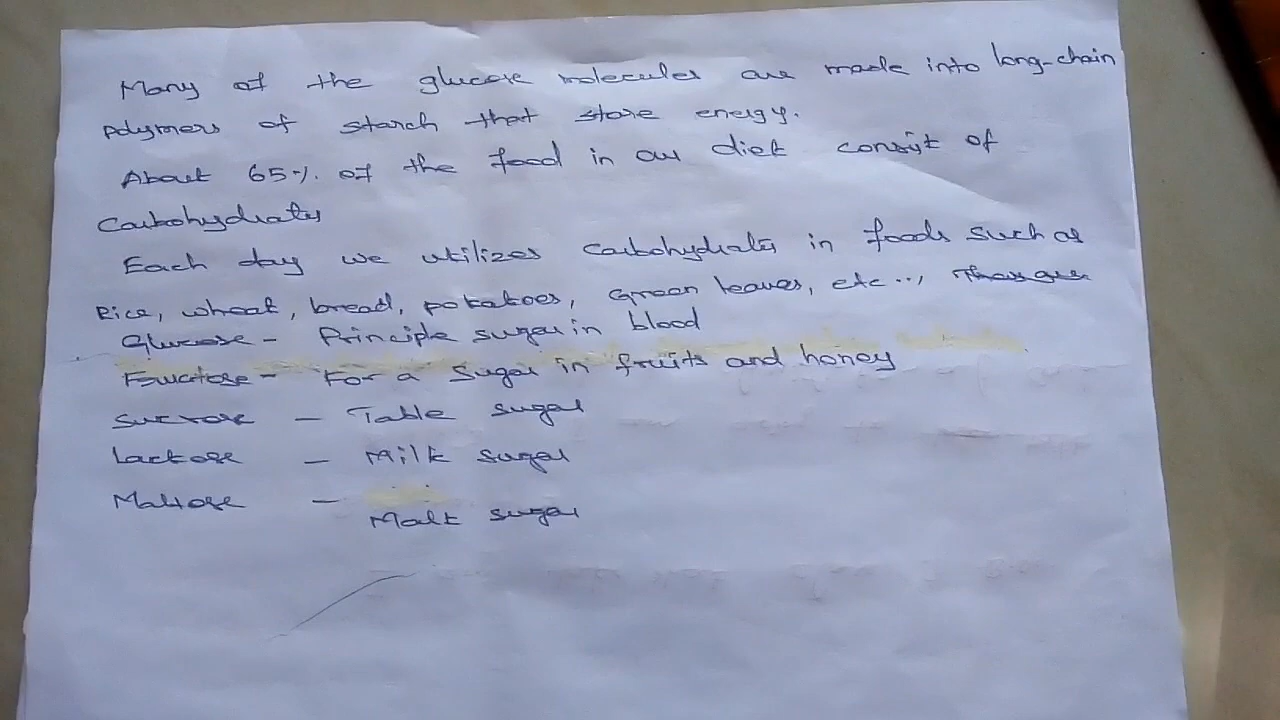 Many of the glucose molecules are made into long-chain
polymers of starch that store energy.
About 65% of the food in our diet consit of
Carbohydrates
Each day we utilizes Carbohydrates in foods such as
Rice, wheat, bread, potatoes, Green leaves, etc..,
Glucose - Principle sugar in blood
Fructose - For a Sugar in fruits and honey
Sucrose - Table sugar
Lactose - Milk sugar
Maltose -
Malt sugar